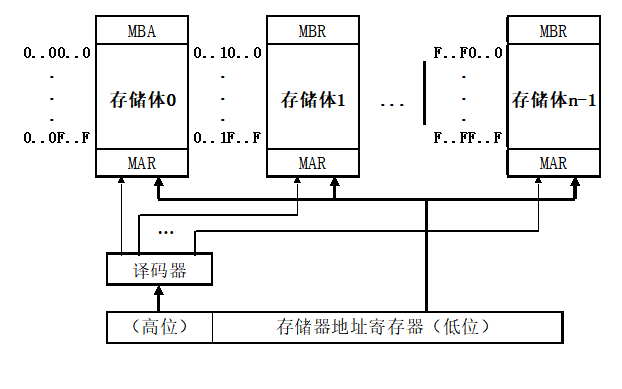 MBA
MBR
MBR
0..00..0
0..10..0
F..F0..0
存储体0
存储体1
...
存储体n-1
0..0F..F
0..1F..F
F..FF..F
MAR
MAR
MAR
...
译码器
(高位)
存储器地址寄存器(低位)